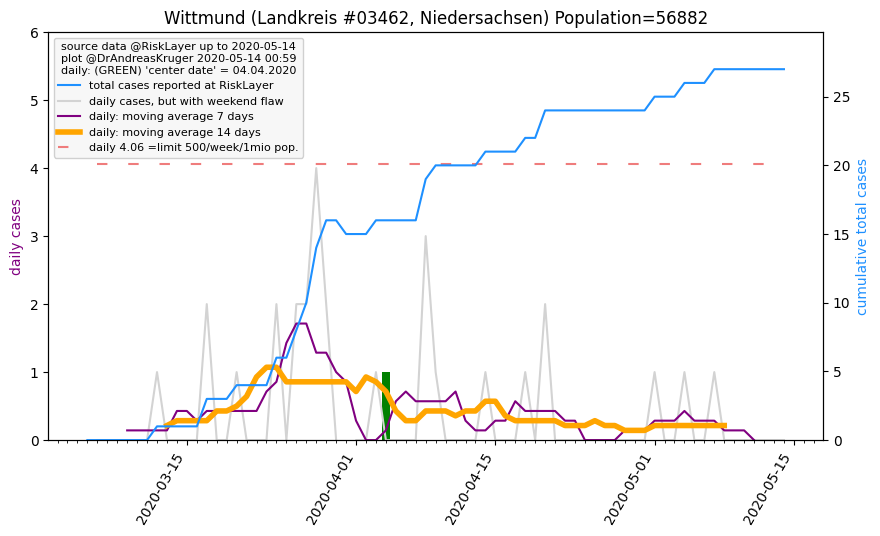 Wittmund (Landkreis #03462, Niedersachsen) Population=56882
source data @RiskLayer up to 2020-05-14
plot @DrAndreasKruger 2020-05-14 00:59
daily: (GREEN) 'center date' = 04.04.2020
total cases reported at RiskLayer
daily cases, but with weekend flaw
daily: moving average 7 days
daily: moving average 14 days
daily 4.06 =limit 500/week/1mio pop.
daily cases
6
5
4
3
2
1
0
25
20
15
10
5
0
cumulative total cases
2020-03-15
2020-04-01
2020-04-15
2020-05-01
2020-05-15